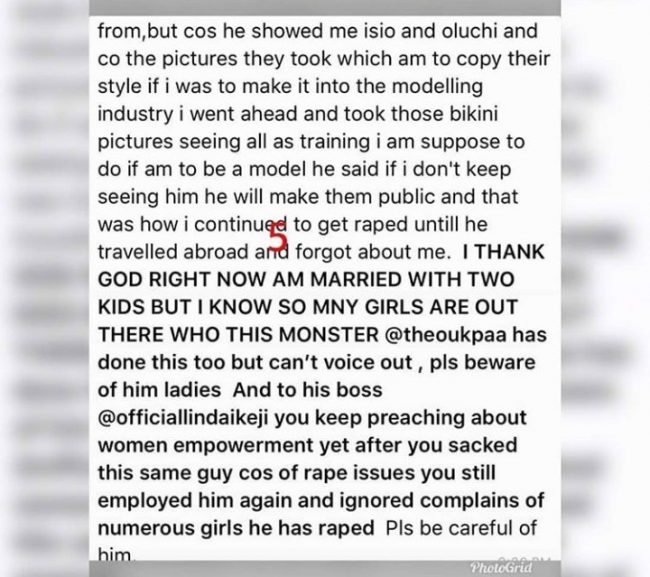 from,but cos he showed me isio and oluchi and
co the pictures they took which am to copy their
style if i was to make it into the modelling
industry i went ahead and took those bikini
pictures seeing all as training i am suppose to
do if am to be a model he said if i don't keep
seeing him he will make them public and that
was how i continued to get raped untill he
5
travelled abroad and forgot about me. I THANK
GOD RIGHT NOW AM MARRIED WITH TWO
KIDS BUT I KNOW SO MNY GIRLS ARE OUT
THERE WHO THIS MONSTER @theoukpaa has
done this too but can't voice out , pls beware
of him ladies And to his boss
@officiallindaikeji you keep preaching about
women empowerment yet after you sacked
this same guy cos of rape issues you still
employed him again and ignored complains of
numerous girls he has raped Pls be careful of
him.
PhotoGrid